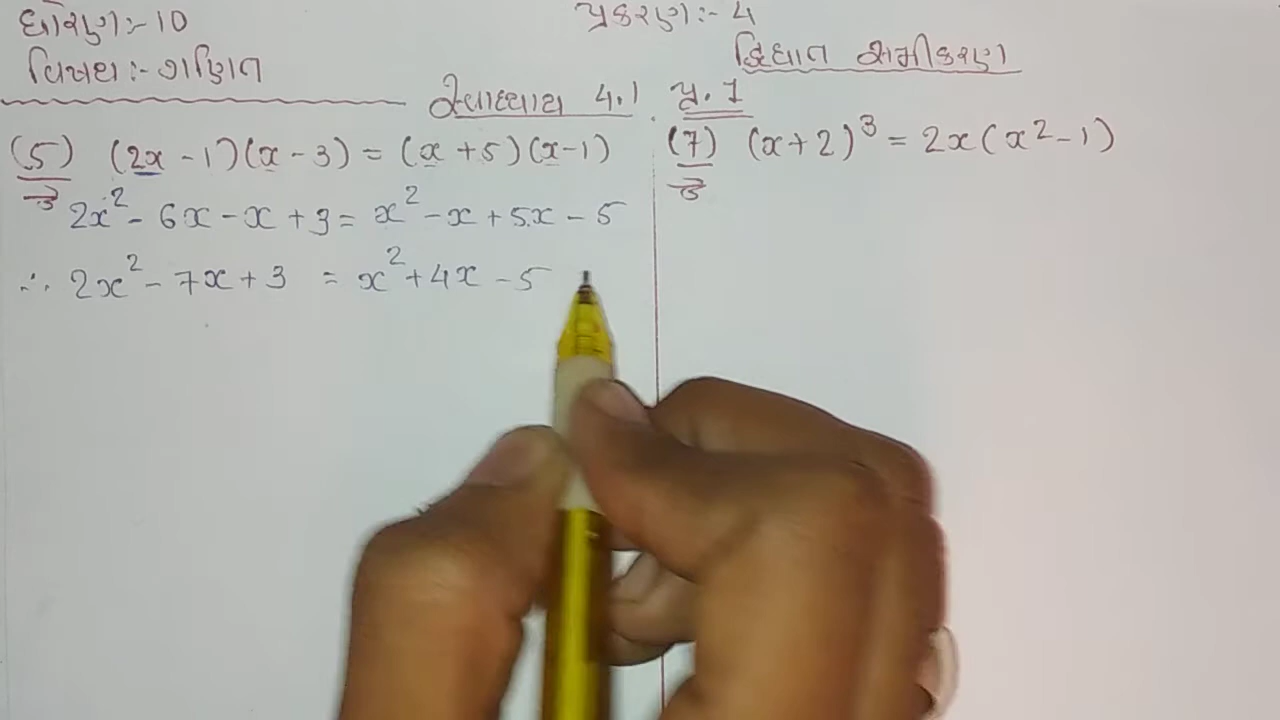 ધોરણ:- 10
પ્રકરણ:- 4
વિષય:- ગણિત
દ્વિઘાત સમીકરણ
સ્વાધ્યાય 4.1 પ્ર. 1
(5) (2x - 1)(x - 3) = (x + 5)(x - 1)
2x² - 6x - x + 3 = x² - x + 5x - 5
∴ 2x² - 7x + 3 = x² + 4x - 5
(7) (x + 2)³ = 2x(x² - 1)